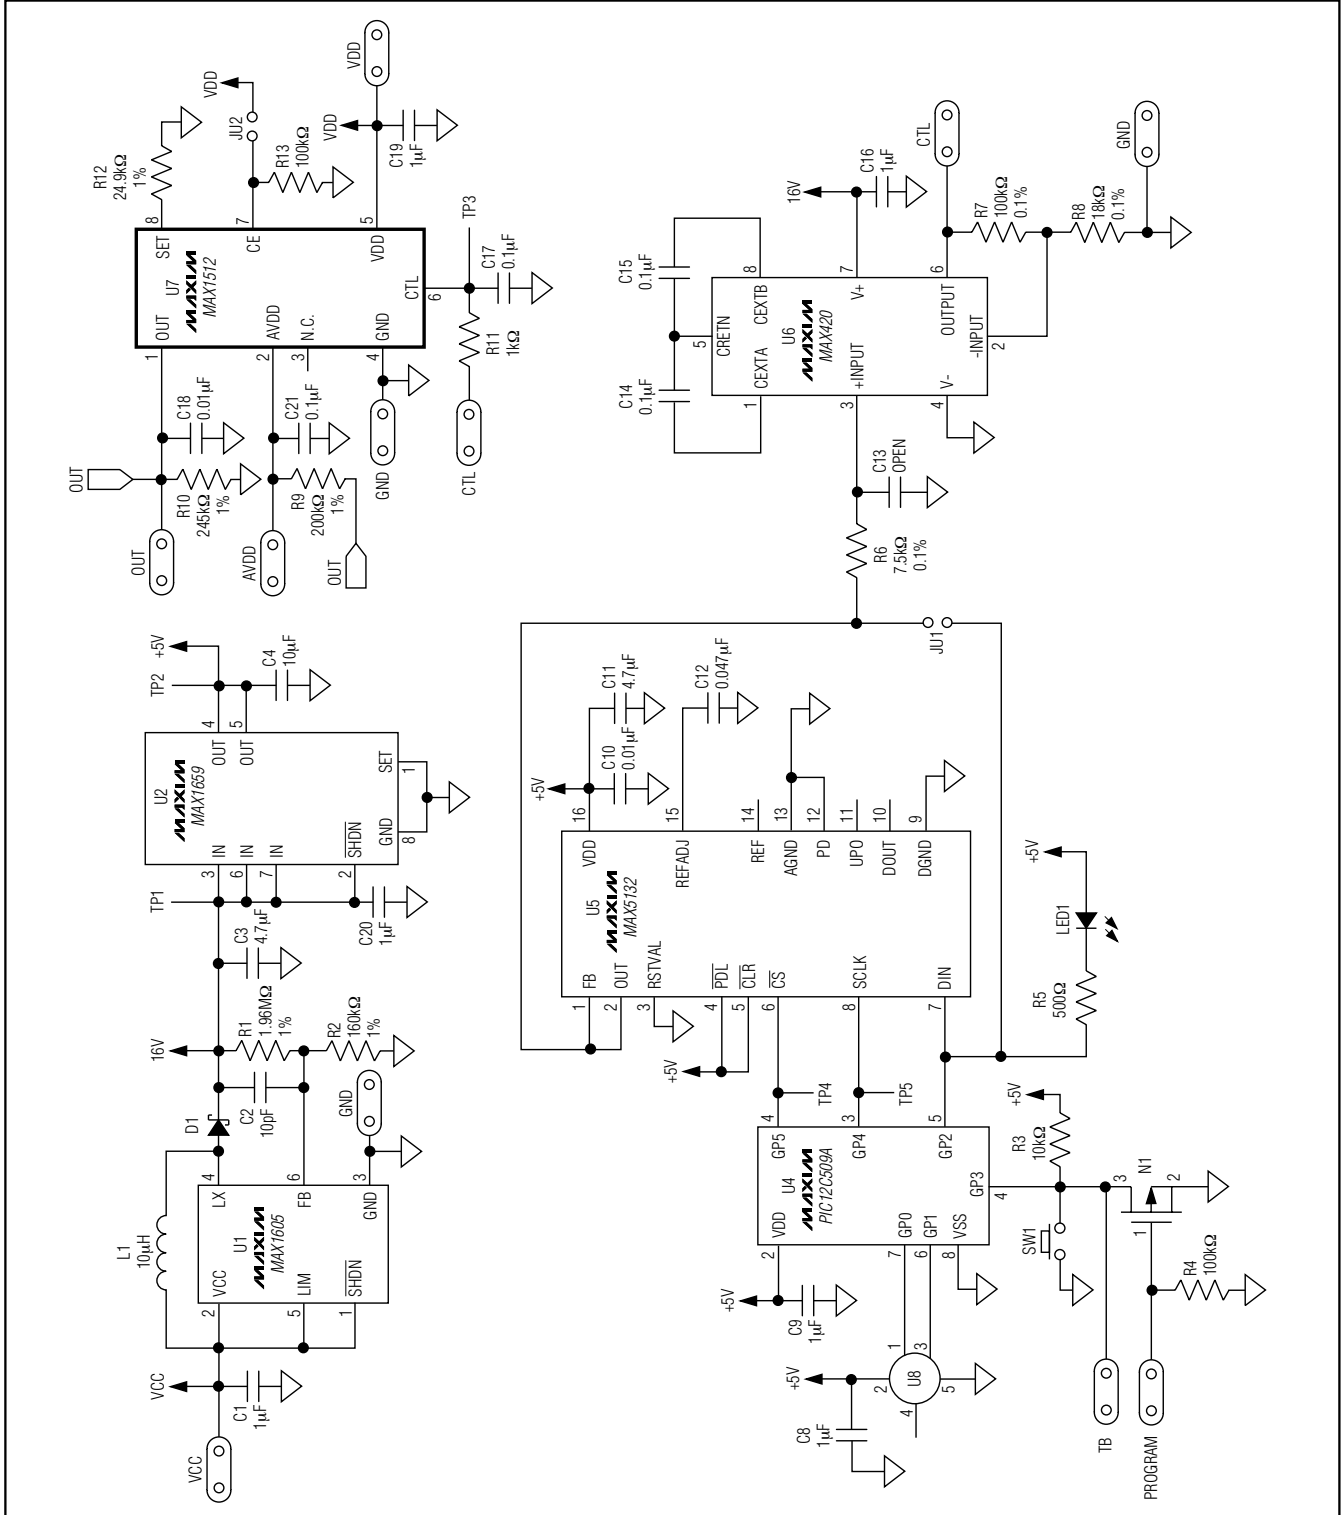 VCC
VCC
C1
1µF
L1
10µH
2
5
1
VCC
LIM
SHDN
U1
MAXIM
MAX1605
LX
FB
GND
4
6
3
D1
C2
10pF
GND
16V
R1
1.96MΩ
1%
R2
160kΩ
1%
C3
4.7µF
TP1
C20
1µF
3
6
7
2
IN
IN
IN
SHDN
U2
MAXIM
MAX1659
OUT
OUT
GND
SET
8
1
4
5
TP2
+5V
C4
10µF
OUT
OUT
R10
245kΩ
1%
C18
0.01µF
AVDD
OUT
R9
200kΩ
1%
C21
0.1µF
GND
CTL
R11
1kΩ
TP3
C17
0.1µF
1
2
3
4
OUT
AVDD
N.C.
GND
U7
MAXIM
MAX1512
SET
CE
VDD
CTL
8
7
5
6
R12
24.9kΩ
1%
JU2
VDD
R13
100kΩ
VDD
VDD
C19
1µF
C8
1µF
+5V
U8
1
2
3
4
5
+5V
C9
1µF
2
7
6
8
VDD
GP0
GP1
VSS
U4
MAXIM
PIC12C509A
GP5
GP4
GP2
GP3
4
3
5
4
TP4
TP5
+5V
R3
10kΩ
SW1
N1
3
2
1
R4
100kΩ
TB
PROGRAM
R5
500Ω
LED1
+5V
+5V
1
2
3
4
5
6
8
7
FB
OUT
RSTVAL
PDL
CLR
CS
SCLK
DIN
U5
MAXIM
MAX5132
VDD
REFADJ
REF
AGND
PD
UPO
DOUT
DGND
16
15
14
13
12
11
10
9
+5V
C10
0.01µF
C11
4.7µF
C12
0.047µF
JU1
R6
7.5kΩ
0.1%
C13
OPEN
C14
0.1µF
C15
0.1µF
1
3
4
CEXTA
+INPUT
V-
5
CRETN
U6
MAXIM
MAX420
CEXTB
V+
OUTPUT
-INPUT
8
7
6
2
16V
C16
1µF
CTL
R7
100kΩ
0.1%
R8
18kΩ
0.1%
GND